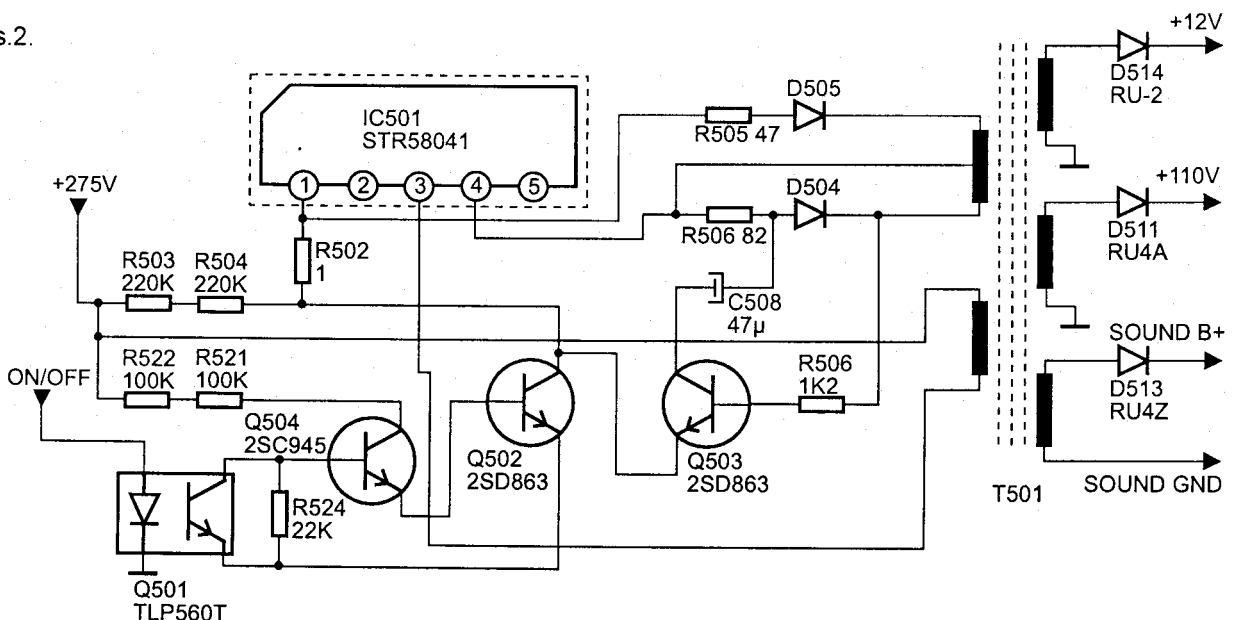 s.2.
+12V
D514
RU-2
D505
R505 47
IC501
STR58041
1 2 3 4 5
+275V
D504
R506 82
+110V
D511
RU4A
R502
1
R503
220K
R504
220K
C508
47µ
SOUND B+
D513
RU4Z
R522
100K
R521
100K
ON/OFF
R506
1K2
Q504
2SC945
Q502
2SD863
Q503
2SD863
T501
SOUND GND
R524
22K
Q501
TLP560T